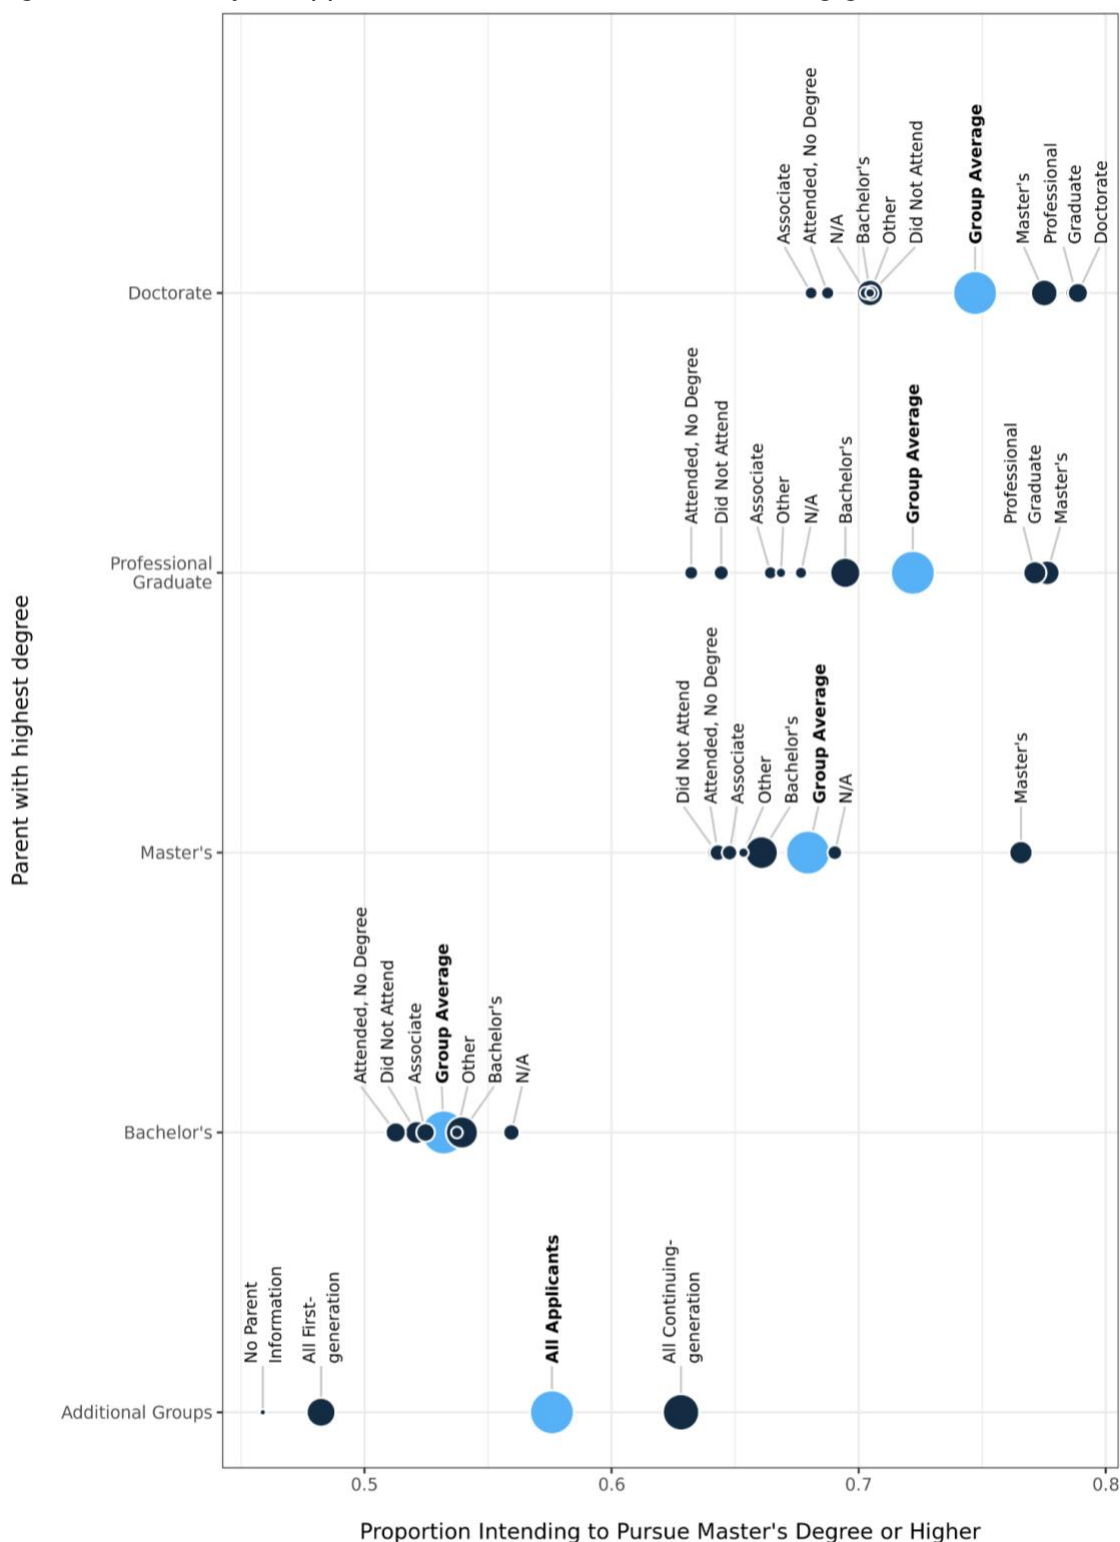 Associate
Attended, No Degree
N/A
Bachelor's
Other
Did Not Attend
Group Average
Master's
Professional
Graduate
Doctorate
Doctorate
Attended, No Degree
Did Not Attend
Associate
Other
N/A
Bachelor's
Group Average
Professional
Graduate
Master's
Professional
Graduate
Did Not Attend
Attended, No Degree
Associate
Other
Bachelor's
Group Average
N/A
Master's
Master's
Attended, No Degree
Did Not Attend
Associate
Group Average
Other
Bachelor's
N/A
Bachelor's
No Parent
Information
All First-
generation
All Applicants
All Continuing-
generation
Additional Groups
Parent with highest degree
0.5
0.6
0.7
0.8
Proportion Intending to Pursue Master's Degree or Higher